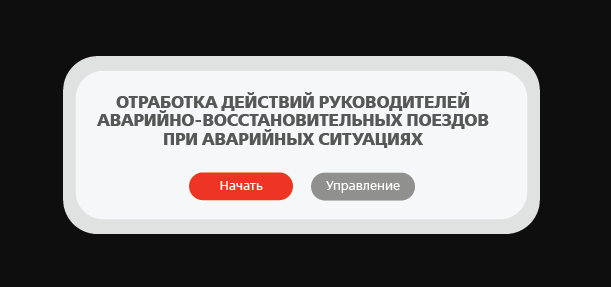 ОТРАБОТКА ДЕЙСТВИЙ РУКОВОДИТЕЛЕЙ
АВАРИЙНО-ВОССТАНОВИТЕЛЬНЫХ ПОЕЗДОВ
ПРИ АВАРИЙНЫХ СИТУАЦИЯХ
Начать Управление